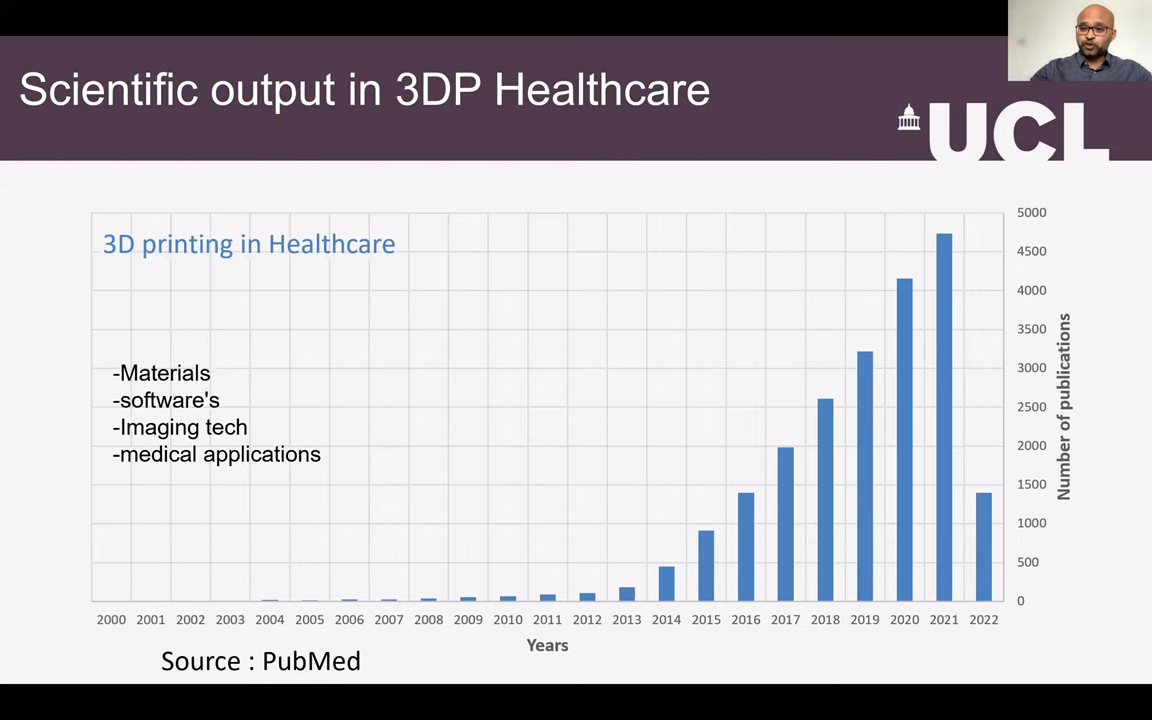 Scientific output in 3DP Healthcare
UCL
3D printing in Healthcare
-Materials
-software's
-Imaging tech
-medical applications
5000
4500
4000
3500
3000
2500
2000
1500
1000
500
0
Number of publications
2000 2001 2002 2003 2004 2005 2006 2007 2008 2009 2010 2011 2012 2013 2014 2015 2016 2017 2018 2019 2020 2021 2022
Years
Source : PubMed